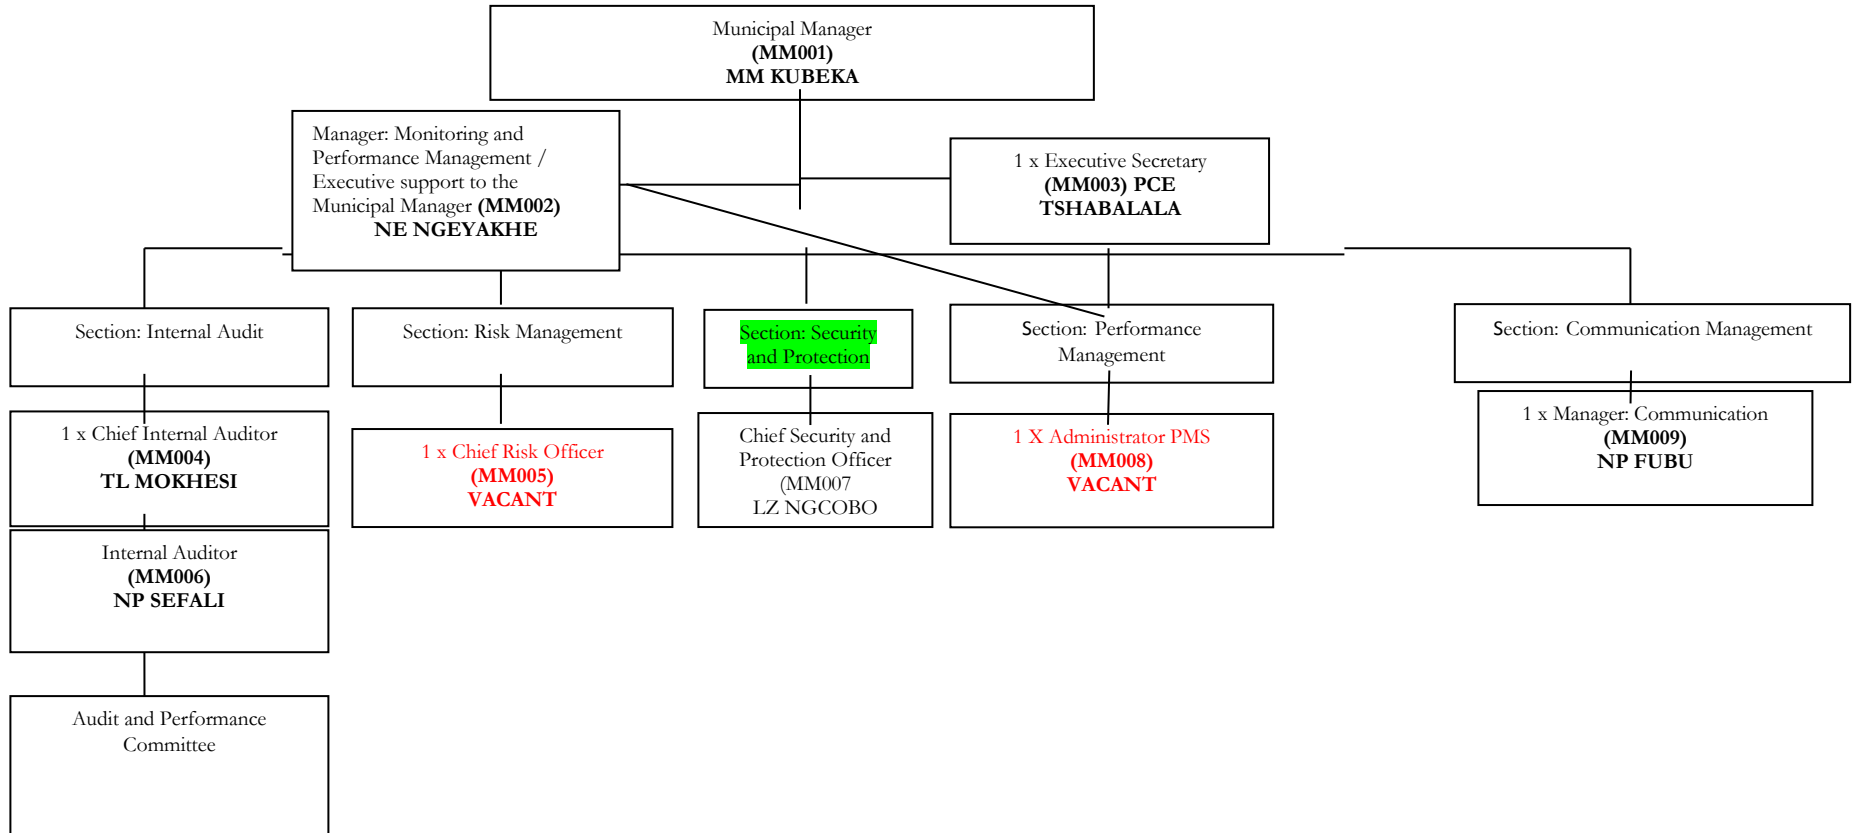 Municipal Manager
(MM001)
MM KUBEKA
Manager: Monitoring and
Performance Management /
Executive support to the
Municipal Manager (MM002)
NE NGEYAKHE
1 x Executive Secretary
(MM003) PCE
TSHABALALA
Section: Internal Audit
Section: Risk Management
Section: Security
and Protection
Section: Performance
Management
Section: Communication Management
1 x Chief Internal Auditor
(MM004)
TL MOKHESI
1 x Chief Risk Officer
(MM005)
VACANT
Chief Security and
Protection Officer
(MM007
LZ NGCOBO
1 X Administrator PMS
(MM008)
VACANT
1 x Manager: Communication
(MM009)
NP FUBU
Internal Auditor
(MM006)
NP SEFALI
Audit and Performance
Committee